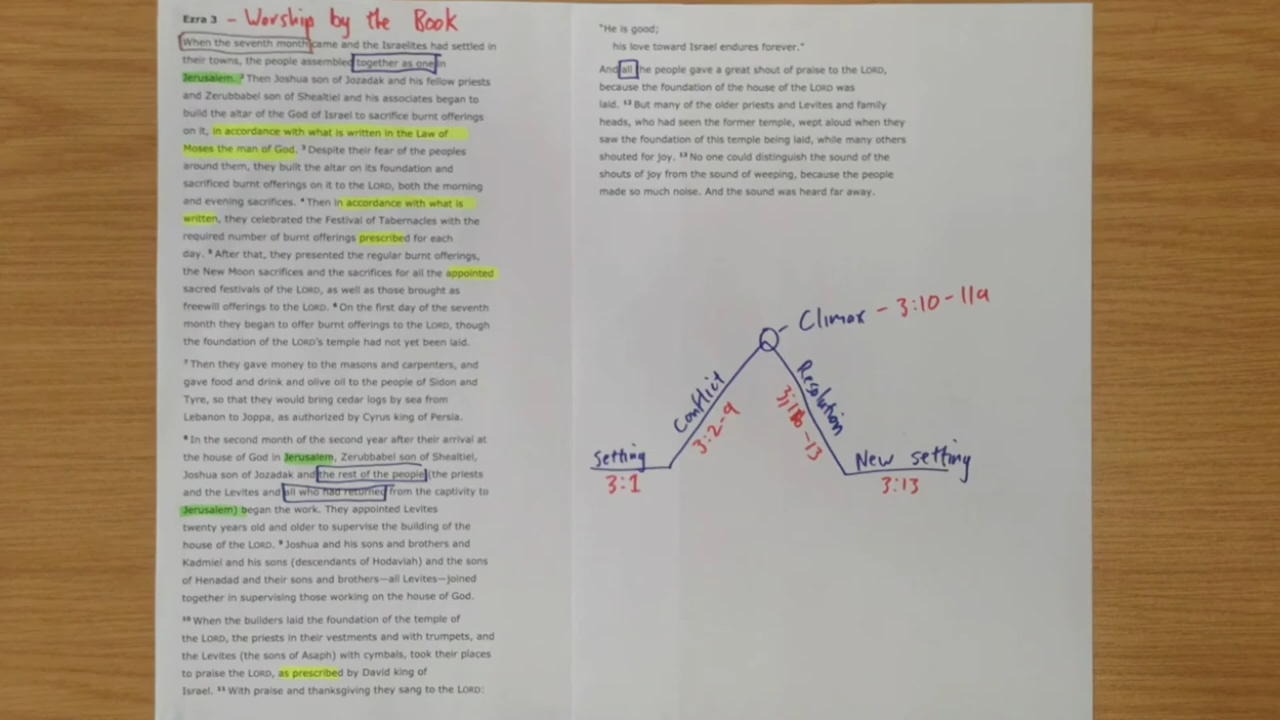 Ezra 3 - Worship by the Book
When the seventh month came and the Israelites had settled in
their towns, the people assembled together as one in
Jerusalem. ² Then Joshua son of Jozadak and his fellow priests
and Zerubbabel son of Shealtiel and his associates began to
build the altar of the God of Israel to sacrifice burnt offerings
on it, in accordance with what is written in the Law of
Moses the man of God. ³ Despite their fear of the peoples
around them, they built the altar on its foundation and
sacrificed burnt offerings on it to the LORD, both the morning
and evening sacrifices. ⁴ Then in accordance with what is
written, they celebrated the Festival of Tabernacles with the
required number of burnt offerings prescribed for each
day. ⁵ After that, they presented the regular burnt offerings,
the New Moon sacrifices and the sacrifices for all the appointed
sacred festivals of the LORD, as well as those brought as
freewill offerings to the LORD. ⁶ On the first day of the seventh
month they began to offer burnt offerings to the LORD, though
the foundation of the LORD's temple had not yet been laid.
⁷ Then they gave money to the masons and carpenters, and
gave food and drink and olive oil to the people of Sidon and
Tyre, so that they would bring cedar logs by sea from
Lebanon to Joppa, as authorized by Cyrus king of Persia.
⁸ In the second month of the second year after their arrival at
the house of God in Jerusalem, Zerubbabel son of Shealtiel,
Joshua son of Jozadak and the rest of the people (the priests
and the Levites and all who had returned from the captivity to
Jerusalem) began the work. They appointed Levites
twenty years old and older to supervise the building of the
house of the LORD. ⁹ Joshua and his sons and brothers and
Kadmiel and his sons (descendants of Hodaviah) and the sons
of Henadad and their sons and brothers—all Levites—joined
together in supervising those working on the house of God.
¹⁰ When the builders laid the foundation of the temple of
the LORD, the priests in their vestments and with trumpets, and
the Levites (the sons of Asaph) with cymbals, took their places
to praise the LORD, as prescribed by David king of
Israel. ¹¹ With praise and thanksgiving they sang to the LORD:
"He is good;
his love toward Israel endures forever."
And all the people gave a great shout of praise to the LORD,
because the foundation of the house of the LORD was
laid. ¹² But many of the older priests and Levites and family
heads, who had seen the former temple, wept aloud when they
saw the foundation of this temple being laid, while many others
shouted for joy. ¹³ No one could distinguish the sound of the
shouts of joy from the sound of weeping, because the people
made so much noise. And the sound was heard far away.
Climax - 3:10-11a
Conflict
3:2-9
Resolution
3:11b-13
Setting
3:1
New setting
3:13